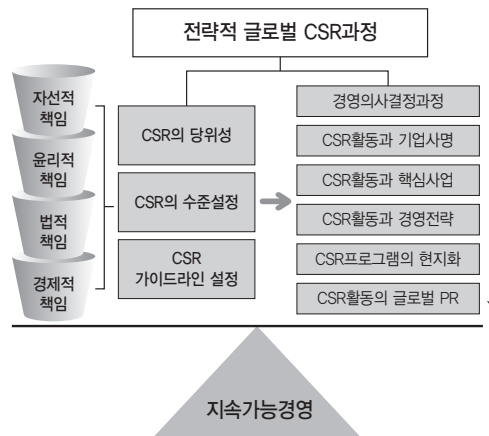 전략적 글로벌 CSR과정
자선적
책임
윤리적
책임
법적
책임
경제적
책임
CSR의 당위성
CSR의 수준설정
CSR
가이드라인 설정
경영의사결정과정
CSR활동과 기업사명
CSR활동과 핵심사업
CSR활동과 경영전략
CSR프로그램의 현지화
CSR활동의 글로벌 PR
지속가능경영